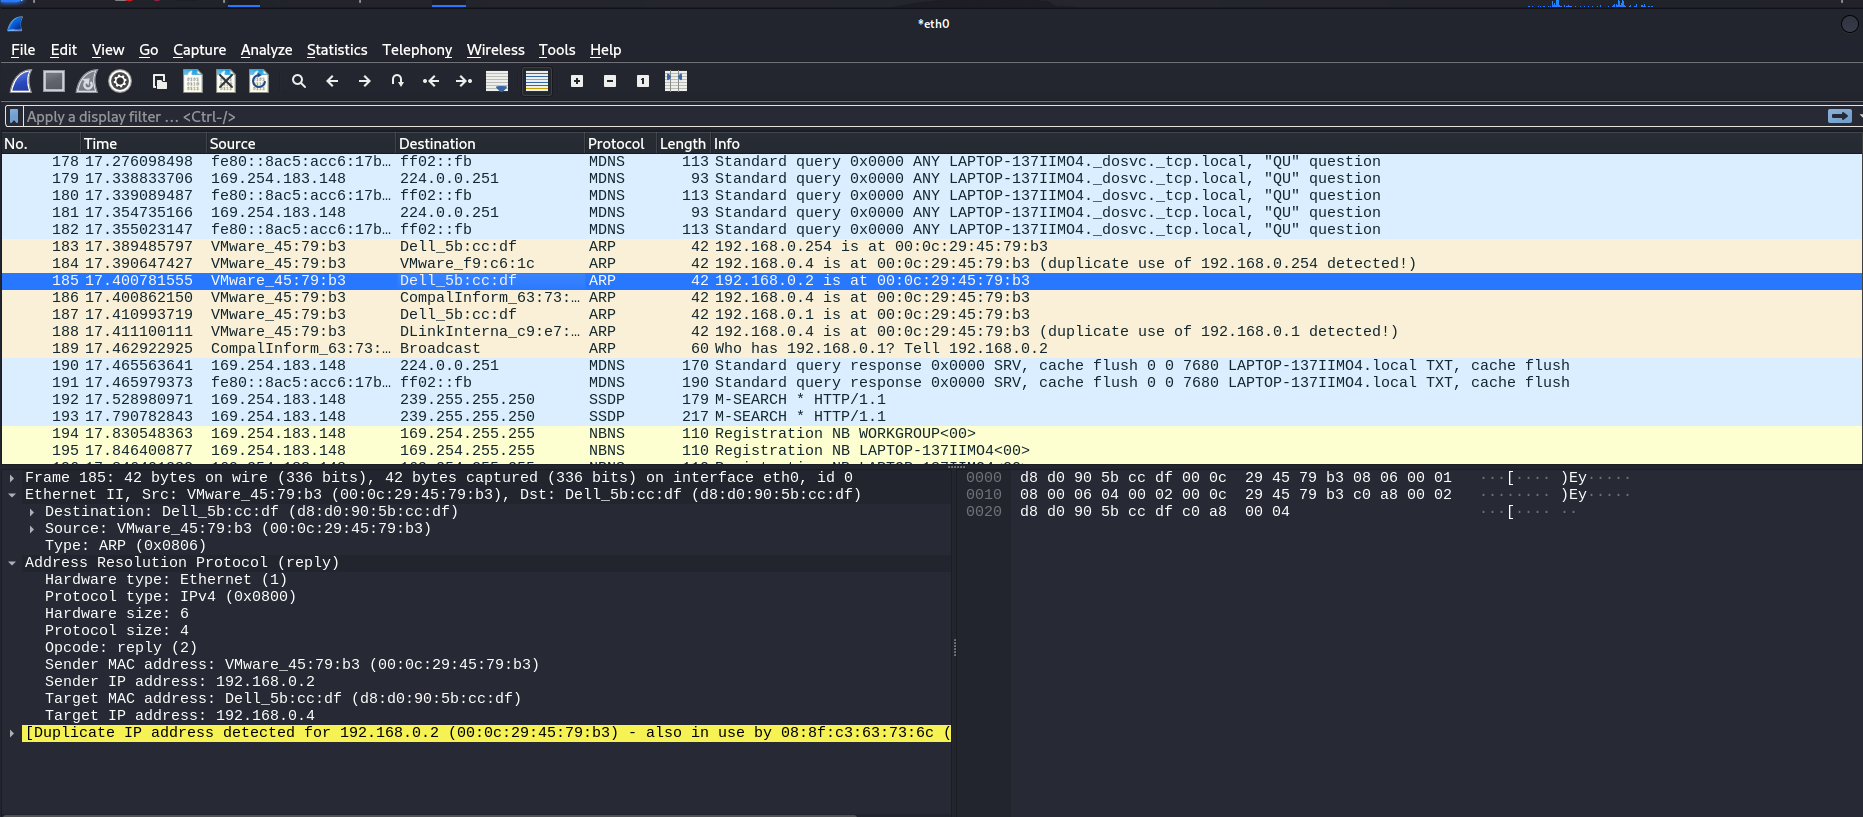 *eth0
File Edit View Go Capture Analyze Statistics Telephony Wireless Tools Help
Apply a display filter … <Ctrl-/>
No. Time Source Destination Protocol Length Info
178 17.276098498 fe80::8ac5:acc6:17b… ff02::fb MDNS 113 Standard query 0x0000 ANY LAPTOP-137IIMO4._dosvc._tcp.local, "QU" question
179 17.338833706 169.254.183.148 224.0.0.251 MDNS 93 Standard query 0x0000 ANY LAPTOP-137IIMO4._dosvc._tcp.local, "QU" question
180 17.339089487 fe80::8ac5:acc6:17b… ff02::fb MDNS 113 Standard query 0x0000 ANY LAPTOP-137IIMO4._dosvc._tcp.local, "QU" question
181 17.354735166 169.254.183.148 224.0.0.251 MDNS 93 Standard query 0x0000 ANY LAPTOP-137IIMO4._dosvc._tcp.local, "QU" question
182 17.355023147 fe80::8ac5:acc6:17b… ff02::fb MDNS 113 Standard query 0x0000 ANY LAPTOP-137IIMO4._dosvc._tcp.local, "QU" question
183 17.389485797 VMware_45:79:b3 Dell_5b:cc:df ARP 42 192.168.0.254 is at 00:0c:29:45:79:b3
184 17.390647427 VMware_45:79:b3 VMware_f9:c6:1c ARP 42 192.168.0.4 is at 00:0c:29:45:79:b3 (duplicate use of 192.168.0.254 detected!)
185 17.400781555 VMware_45:79:b3 Dell_5b:cc:df ARP 42 192.168.0.2 is at 00:0c:29:45:79:b3
186 17.400862150 VMware_45:79:b3 CompalInform_63:73:… ARP 42 192.168.0.4 is at 00:0c:29:45:79:b3
187 17.410993719 VMware_45:79:b3 Dell_5b:cc:df ARP 42 192.168.0.1 is at 00:0c:29:45:79:b3
188 17.411100111 VMware_45:79:b3 DLinkInterna_c9:e7:… ARP 42 192.168.0.4 is at 00:0c:29:45:79:b3 (duplicate use of 192.168.0.1 detected!)
189 17.462922925 CompalInform_63:73:… Broadcast ARP 60 Who has 192.168.0.1? Tell 192.168.0.2
190 17.465563641 169.254.183.148 224.0.0.251 MDNS 170 Standard query response 0x0000 SRV, cache flush 0 0 7680 LAPTOP-137IIMO4.local TXT, cache flush
191 17.465979373 fe80::8ac5:acc6:17b… ff02::fb MDNS 190 Standard query response 0x0000 SRV, cache flush 0 0 7680 LAPTOP-137IIMO4.local TXT, cache flush
192 17.528980971 169.254.183.148 239.255.255.250 SSDP 179 M-SEARCH * HTTP/1.1
193 17.790782843 169.254.183.148 239.255.255.250 SSDP 217 M-SEARCH * HTTP/1.1
194 17.830548363 169.254.183.148 169.254.255.255 NBNS 110 Registration NB WORKGROUP<00>
195 17.846400877 169.254.183.148 169.254.255.255 NBNS 110 Registration NB LAPTOP-137IIMO4<00>
Frame 185: 42 bytes on wire (336 bits), 42 bytes captured (336 bits) on interface eth0, id 0
Ethernet II, Src: VMware_45:79:b3 (00:0c:29:45:79:b3), Dst: Dell_5b:cc:df (d8:d0:90:5b:cc:df)
Destination: Dell_5b:cc:df (d8:d0:90:5b:cc:df)
Source: VMware_45:79:b3 (00:0c:29:45:79:b3)
Type: ARP (0x0806)
Address Resolution Protocol (reply)
Hardware type: Ethernet (1)
Protocol type: IPv4 (0x0800)
Hardware size: 6
Protocol size: 4
Opcode: reply (2)
Sender MAC address: VMware_45:79:b3 (00:0c:29:45:79:b3)
Sender IP address: 192.168.0.2
Target MAC address: Dell_5b:cc:df (d8:d0:90:5b:cc:df)
Target IP address: 192.168.0.4
[Duplicate IP address detected for 192.168.0.2 (00:0c:29:45:79:b3) - also in use by 08:8f:c3:63:73:6c (
0000 d8 d0 90 5b cc df 00 0c 29 45 79 b3 08 06 00 01 ···[···· )Ey·····
0010 08 00 06 04 00 02 00 0c 29 45 79 b3 c0 a8 00 02 ········ )Ey·····
0020 d8 d0 90 5b cc df c0 a8 00 04 ···[···· ··